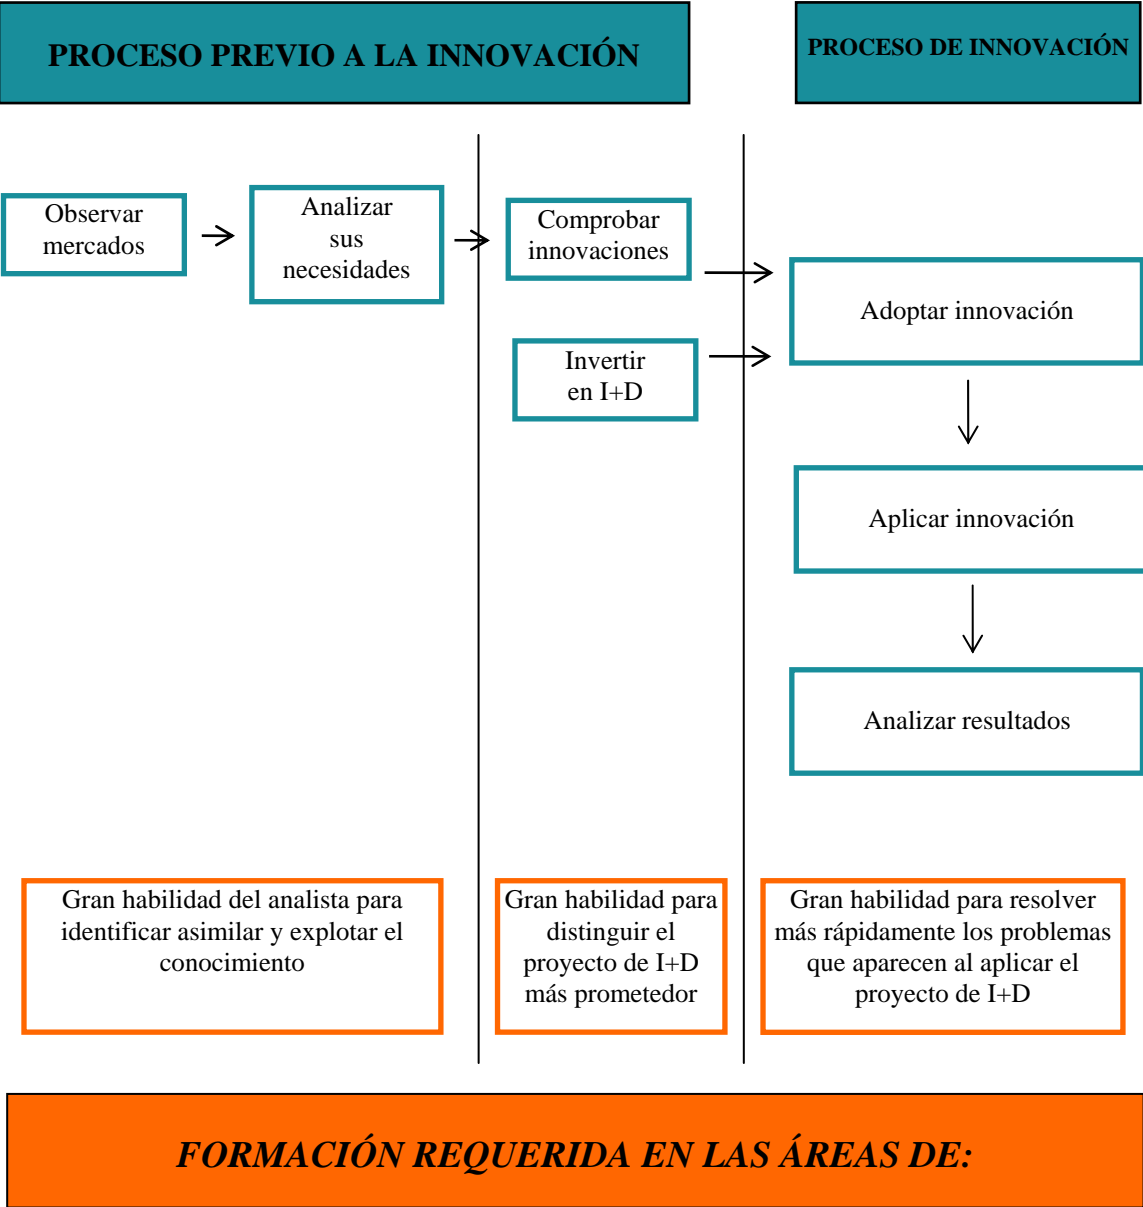 PROCESO PREVIO A LA INNOVACIÓN
PROCESO DE INNOVACIÓN
Observar
mercados
Analizar
sus
necesidades
Comprobar
innovaciones
Invertir
en I+D
Adoptar innovación
Aplicar innovación
Analizar resultados
Gran habilidad del analista para
identificar asimilar y explotar el
conocimiento
Gran habilidad para
distinguir el
proyecto de I+D
más prometedor
Gran habilidad para resolver
más rápidamente los problemas
que aparecen al aplicar el
proyecto de I+D
FORMACIÓN REQUERIDA EN LAS ÁREAS DE: